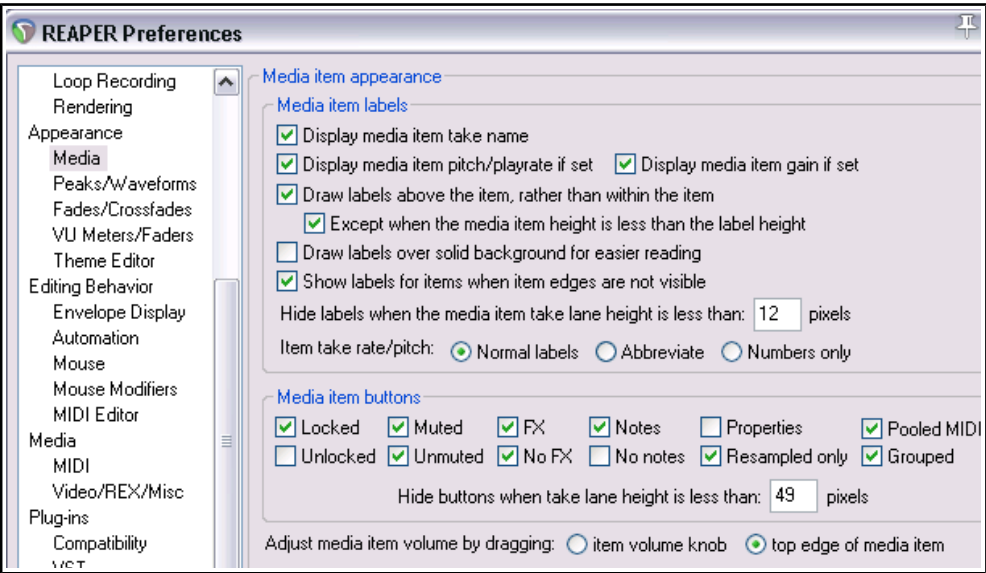 REAPER Preferences
Loop Recording
Rendering
Appearance
Media
Peaks/Waveforms
Fades/Crossfades
VU Meters/Faders
Theme Editor
Editing Behavior
Envelope Display
Automation
Mouse
Mouse Modifiers
MIDI Editor
Media
MIDI
Video/REX/Misc
Plug-ins
Compatibility
VST
Media item appearance
Media item labels
Display media item take name
Display media item pitch/playrate if set Display media item gain if set
Draw labels above the item, rather than within the item
Except when the media item height is less than the label height
Draw labels over solid background for easier reading
Show labels for items when item edges are not visible
Hide labels when the media item take lane height is less than: 12 pixels
Item take rate/pitch: Normal labels Abbreviate Numbers only
Media item buttons
Locked Muted FX Notes Properties Pooled MIDI
Unlocked Unmuted No FX No notes Resampled only Grouped
Hide buttons when take lane height is less than: 49 pixels
Adjust media item volume by dragging: item volume knob top edge of media item